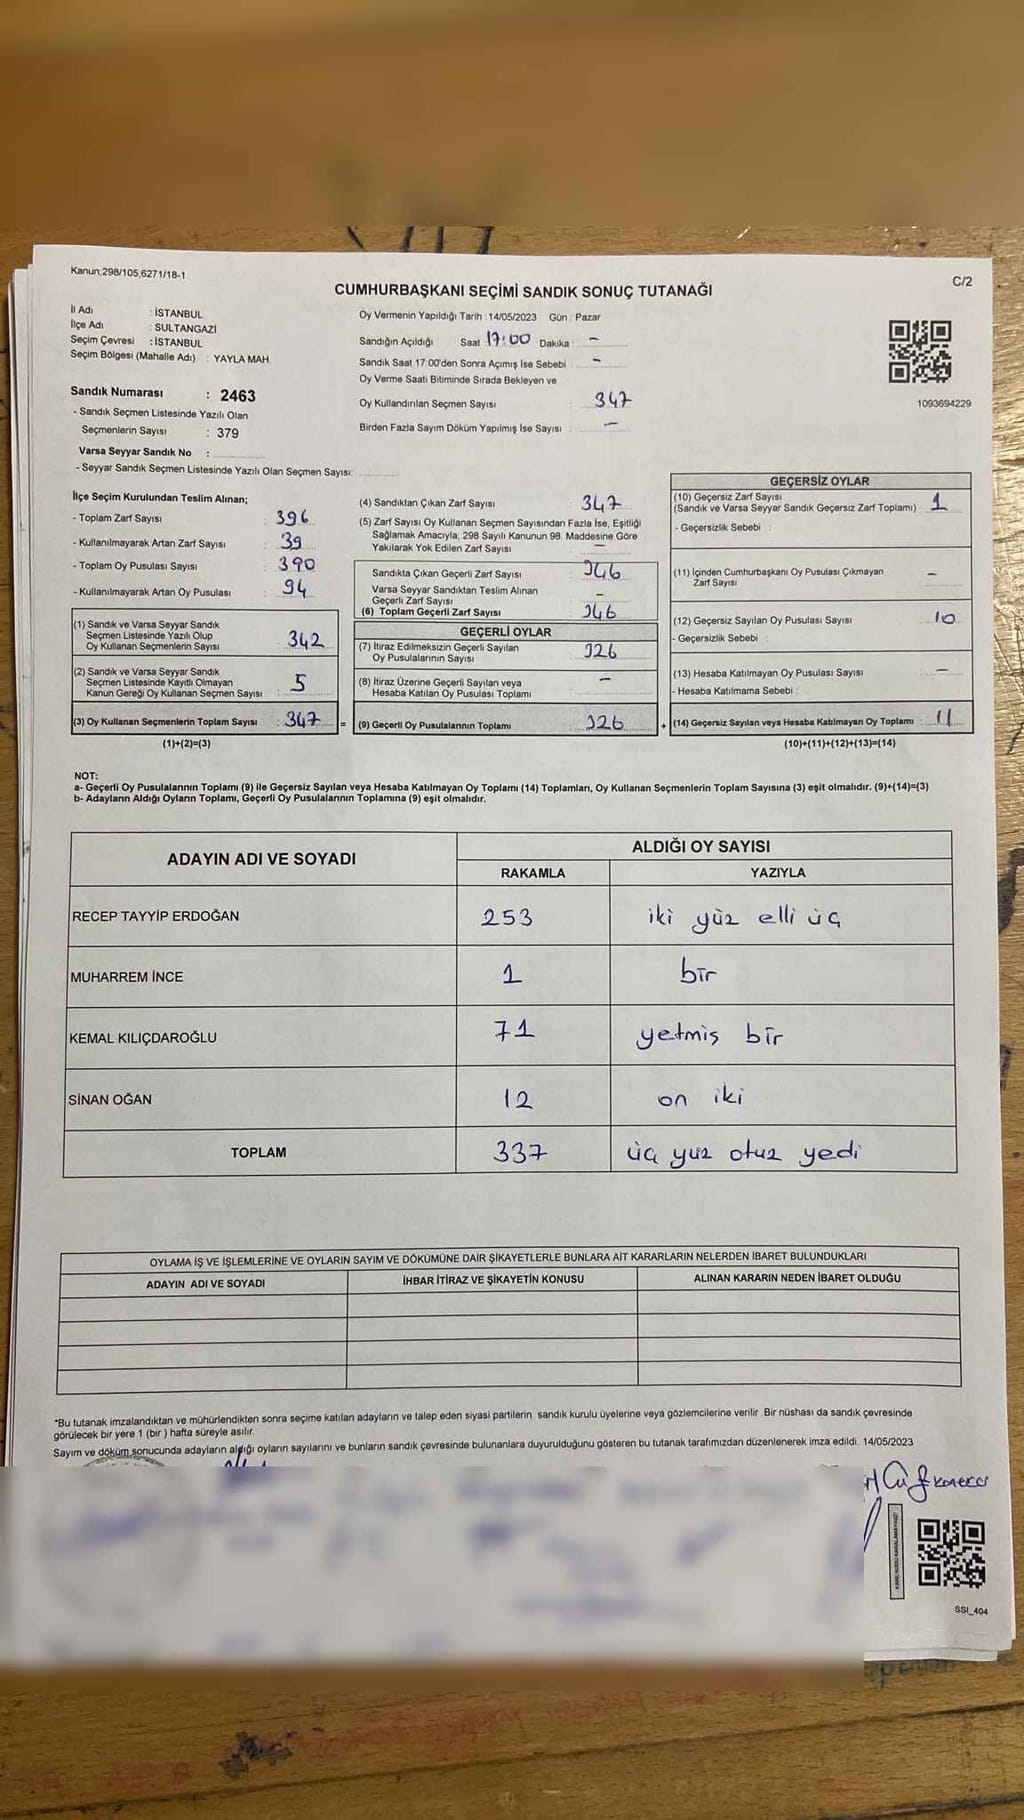 Kanun;298/105,6271/18-1
C/2
CUMHURBAŞKANI SEÇİMİ SANDIK SONUÇ TUTANAĞI
İl Adı : İSTANBUL
İlçe Adı : SULTANGAZİ
Seçim Çevresi : İSTANBUL
Seçim Bölgesi (Mahalle Adı) : YAYLA MAH
Sandık Numarası : 2463
- Sandık Seçmen Listesinde Yazılı Olan
Seçmenlerin Sayısı : 379
Varsa Seyyar Sandık No :
- Seyyar Sandık Seçmen Listesinde Yazılı Olan Seçmen Sayısı:
Oy Vermenin Yapıldığı Tarih : 14/05/2023 Gün : Pazar
Sandığın Açıldığı Saat 17:00 Dakika : -
Sandık Saat 17:00'den Sonra Açımış İse Sebebi : -
Oy Verme Saati Bitiminde Sırada Bekleyen ve
Oy Kullandırılan Seçmen Sayısı : 347
Birden Fazla Sayım Döküm Yapılmış İse Sayısı : -
1093694229
İlçe Seçim Kurulundan Teslim Alınan;
- Toplam Zarf Sayısı : 396
- Kullanılmayarak Artan Zarf Sayısı : 39
- Toplam Oy Pusulası Sayısı : 390
- Kullanılmayarak Artan Oy Pusulası : 94
(1) Sandık ve Varsa Seyyar Sandık
Seçmen Listesinde Yazılı Olup
Oy Kullanan Seçmenlerin Sayısı : 342
(2) Sandık ve Varsa Seyyar Sandık
Seçmen Listesinde Kayıtlı Olmayan
Kanun Gereği Oy Kullanan Seçmen Sayısı : 5
(3) Oy Kullanan Seçmenlerin Toplam Sayısı : 347 =
(1)+(2)=(3)
(4) Sandıktan Çıkan Zarf Sayısı : 347
(5) Zarf Sayısı Oy Kullanan Seçmen Sayısından Fazla İse, Eşitliği
Sağlamak Amacıyla, 298 Sayılı Kanunun 98. Maddesine Göre
Yakılarak Yok Edilen Zarf Sayısı : -
Sandıkta Çıkan Geçerli Zarf Sayısı : 346
Varsa Seyyar Sandıktan Teslim Alınan
Geçerli Zarf Sayısı : -
(6) Toplam Geçerli Zarf Sayısı : 346
GEÇERLİ OYLAR
(7) İtiraz Edilmeksizin Geçerli Sayılan
Oy Pusulalarının Sayısı : 326
(8) İtiraz Üzerine Geçerli Sayılan veya
Hesaba Katılan Oy Pusulası Toplamı : -
(9) Geçerli Oy Pusulalarının Toplamı : 326 +
GEÇERSİZ OYLAR
(10) Geçersiz Zarf Sayısı
(Sandık ve Varsa Seyyar Sandık Geçersiz Zarf Toplamı) : 1
- Geçersizlik Sebebi :
(11) İçinden Cumhurbaşkanı Oy Pusulası Çıkmayan
Zarf Sayısı : -
(12) Geçersiz Sayılan Oy Pusulası Sayısı : 10
- Geçersizlik Sebebi :
(13) Hesaba Katılmayan Oy Pusulası Sayısı : -
- Hesaba Katılmama Sebebi :
(14) Geçersiz Sayılan veya Hesaba Katılmayan Oy Toplamı : 11
(10)+(11)+(12)+(13)=(14)
NOT:
a- Geçerli Oy Pusulalarının Toplamı (9) ile Geçersiz Sayılan veya Hesaba Katılmayan Oy Toplamı (14) Toplamları, Oy Kullanan Seçmenlerin Toplam Sayısına (3) eşit olmalıdır. (9)+(14)=(3)
b- Adayların Aldığı Oyların Toplamı, Geçerli Oy Pusulalarının Toplamına (9) eşit olmalıdır.
ADAYIN ADI VE SOYADI
ALDIĞI OY SAYISI
RAKAMLA YAZIYLA
RECEP TAYYİP ERDOĞAN 253 iki yüz elli üç
MUHARREM İNCE 1 bir
KEMAL KILIÇDAROĞLU 71 yetmiş bir
SİNAN OĞAN 12 on iki
TOPLAM 337 üç yuz otuz yedi
OYLAMA İŞ VE İŞLEMLERİNE VE OYLARIN SAYIM VE DÖKÜMÜNE DAİR ŞİKAYETLERLE BUNLARA AİT KARARLARIN NELERDEN İBARET BULUNDUKLARI
ADAYIN ADI VE SOYADI İHBAR İTİRAZ VE ŞİKAYETİN KONUSU ALINAN KARARIN NEDEN İBARET OLDUĞU
*Bu tutanak imzalandıktan ve mühürlendikten sonra seçime katılan adayların ve talep eden siyasi partilerin sandık kurulu üyelerine veya gözlemcilerine verilir. Bir nüshası da sandık çevresinde
görülecek bir yere 1 (bir) hafta süreyle asılır.
Sayım ve döküm sonucunda adayların aldığı oyların sayılarını ve bunların sandık çevresinde bulunanlara duyurulduğunu gösteren bu tutanak tarafımızdan düzenlenerek imza edildi. 14/05/2023
SSI_404